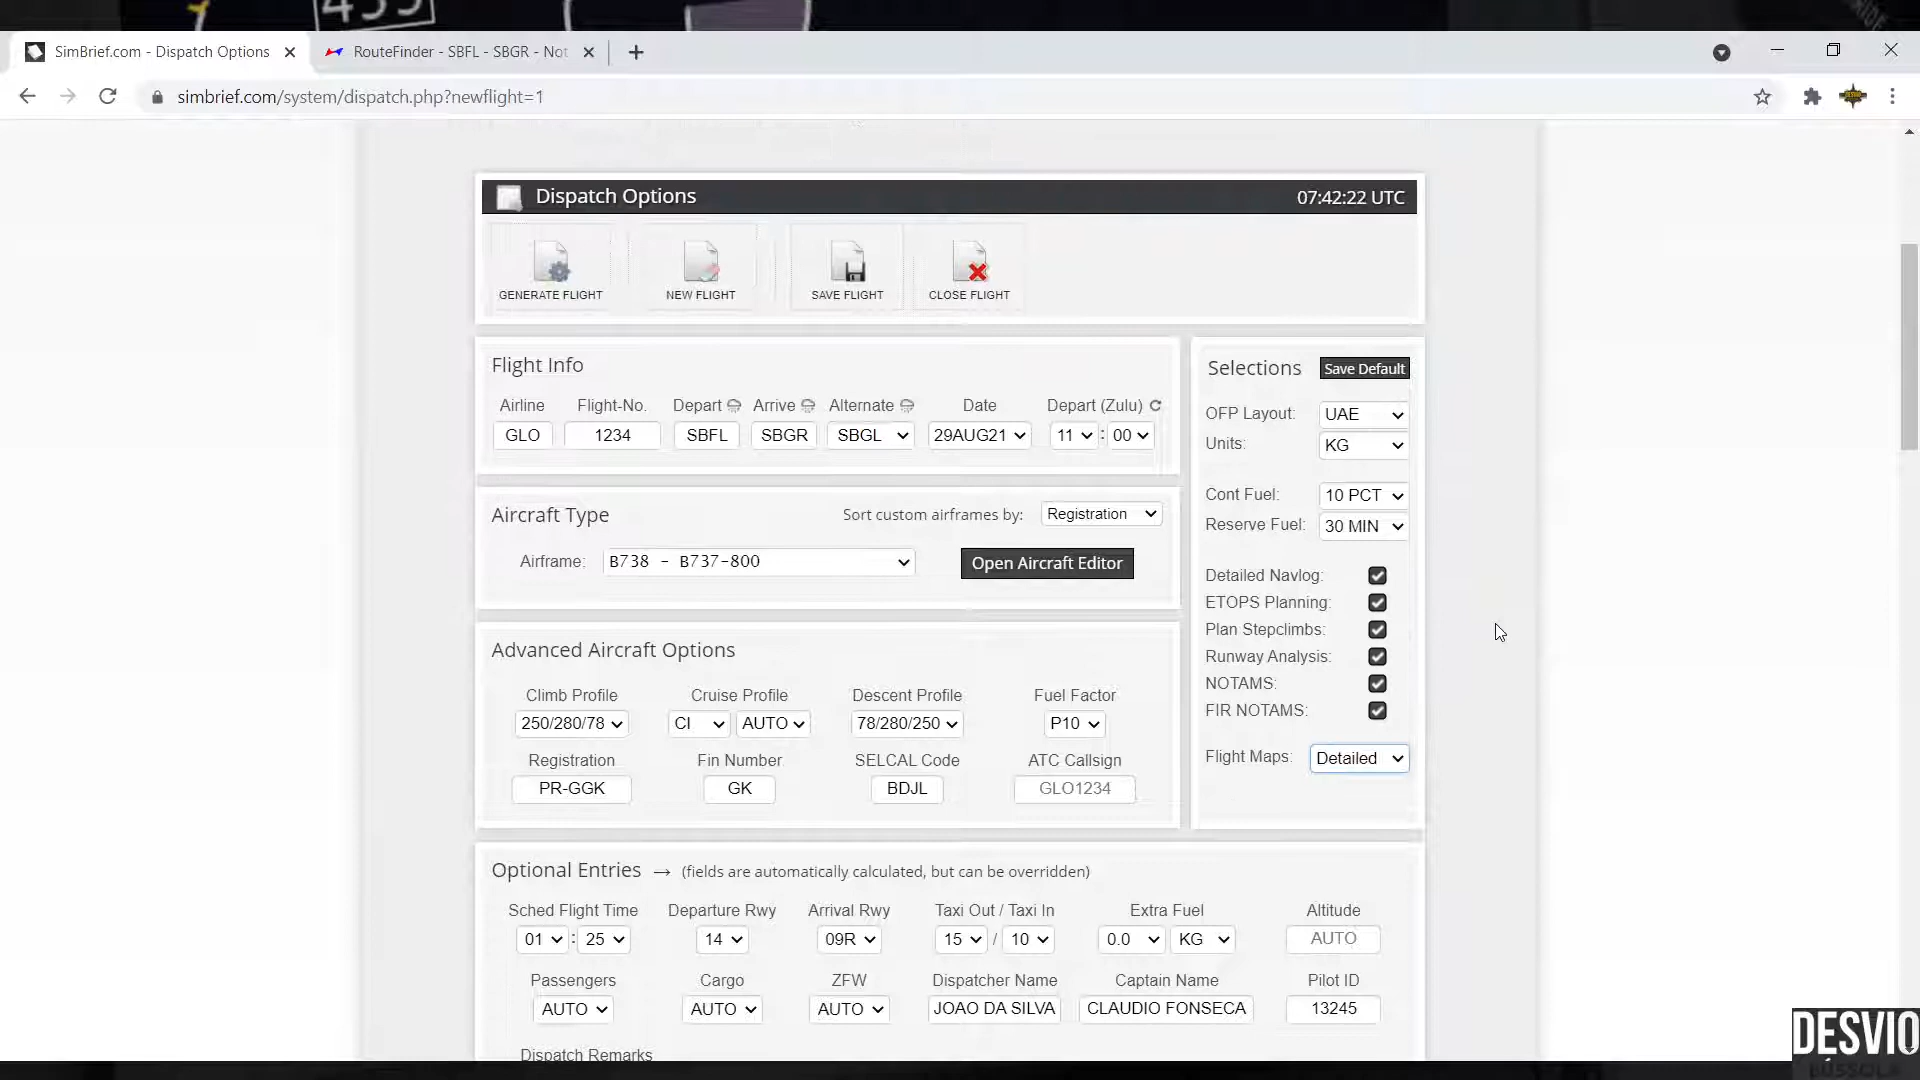 455
SimBrief.com - Dispatch Options
RouteFinder - SBFL - SBGR - Not
simbrief.com/system/dispatch.php?newflight=1
Dispatch Options 07:42:22 UTC
GENERATE FLIGHT NEW FLIGHT SAVE FLIGHT CLOSE FLIGHT
Flight Info
Airline Flight-No. Depart Arrive Alternate Date Depart (Zulu)
GLO 1234 SBFL SBGR SBGL 29AUG21 11 : 00
Aircraft Type Sort custom airframes by: Registration
Airframe: B738 - B737-800 Open Aircraft Editor
Advanced Aircraft Options
Climb Profile Cruise Profile Descent Profile Fuel Factor
250/280/78 CI AUTO 78/280/250 P10
Registration Fin Number SELCAL Code ATC Callsign
PR-GGK GK BDJL GLO1234
Selections Save Default
OFP Layout: UAE
Units: KG
Cont Fuel: 10 PCT
Reserve Fuel: 30 MIN
Detailed Navlog:
ETOPS Planning:
Plan Stepclimbs:
Runway Analysis:
NOTAMS:
FIR NOTAMS:
Flight Maps: Detailed
Optional Entries → (fields are automatically calculated, but can be overridden)
Sched Flight Time Departure Rwy Arrival Rwy Taxi Out / Taxi In Extra Fuel Altitude
01 : 25 14 09R 15 / 10 0.0 KG AUTO
Passengers Cargo ZFW Dispatcher Name Captain Name Pilot ID
AUTO AUTO AUTO JOAO DA SILVA CLAUDIO FONSECA 13245
Dispatch Remarks
DESVIO
BÚSSOLA